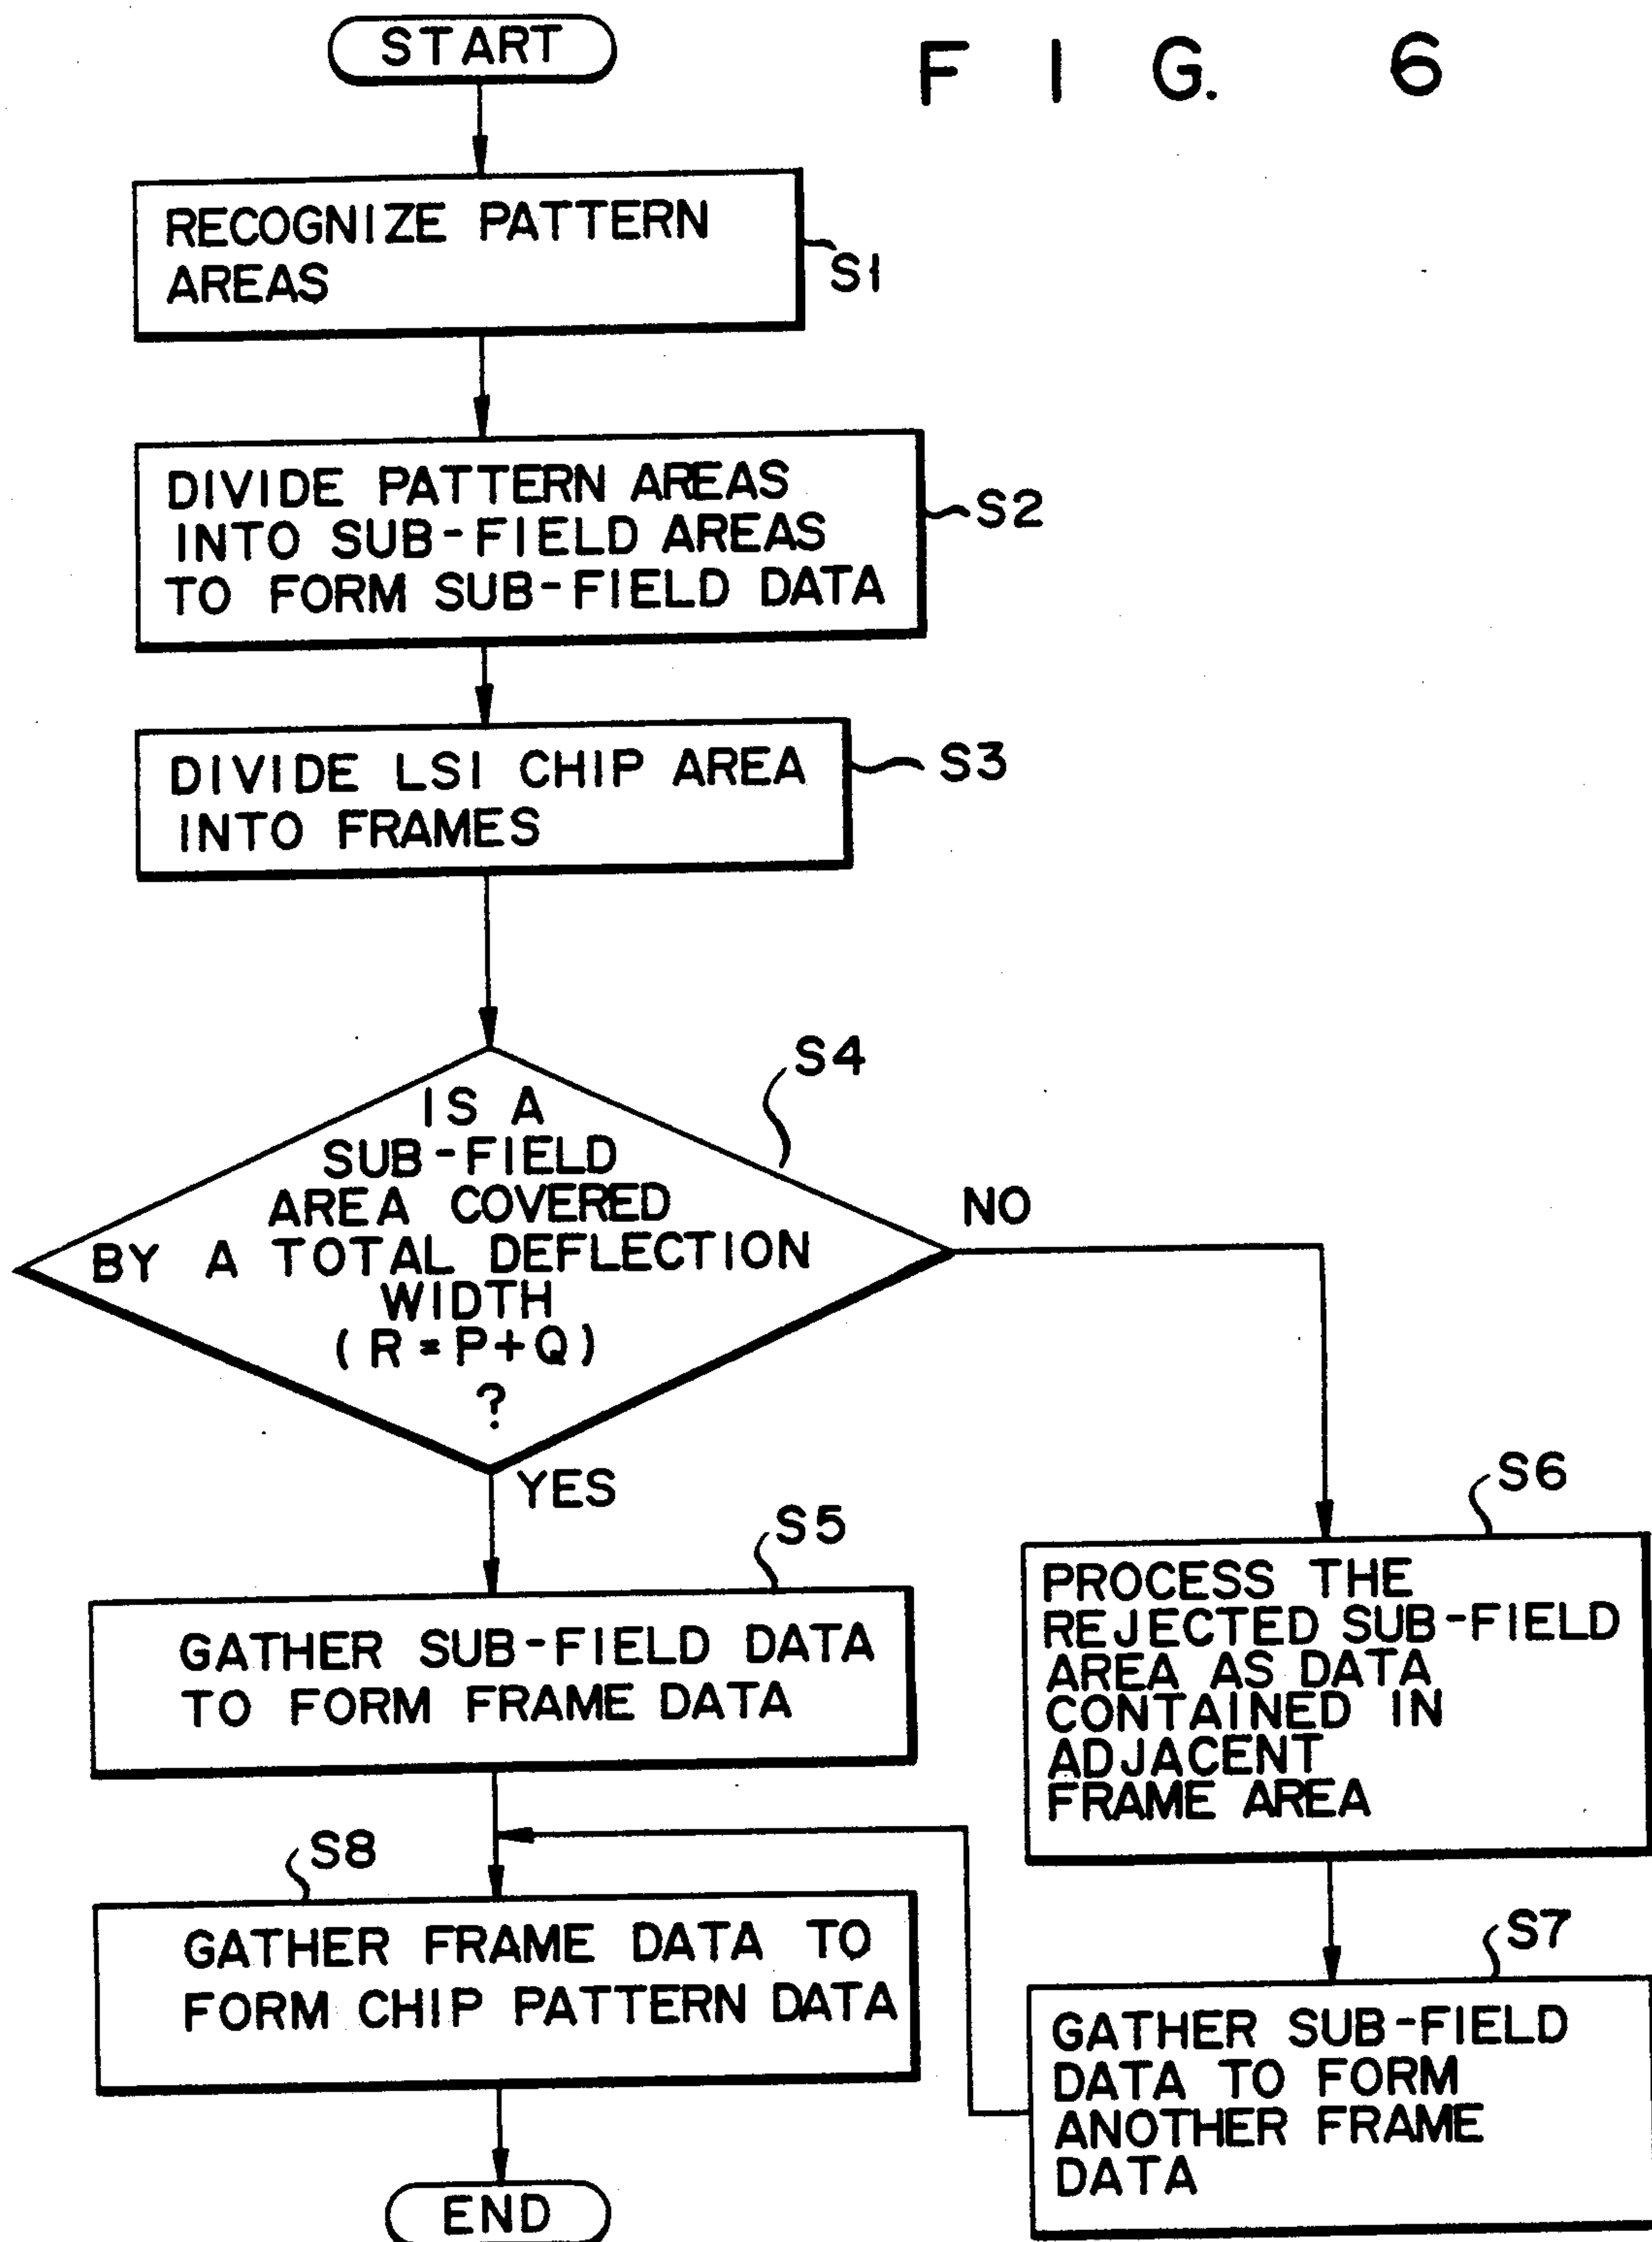 START
F I G. 6
RECOGNIZE PATTERN
AREAS
S1
DIVIDE PATTERN AREAS
INTO SUB-FIELD AREAS
TO FORM SUB-FIELD DATA
S2
DIVIDE LSI CHIP AREA
INTO FRAMES
S3
S4
IS A
SUB-FIELD
AREA COVERED
BY A TOTAL DEFLECTION
WIDTH
(R=P+Q)
?
NO
YES
S5
GATHER SUB-FIELD DATA
TO FORM FRAME DATA
S6
PROCESS THE
REJECTED SUB-FIELD
AREA AS DATA
CONTAINED IN
ADJACENT
FRAME AREA
S8
GATHER FRAME DATA TO
FORM CHIP PATTERN DATA
S7
GATHER SUB-FIELD
DATA TO FORM
ANOTHER FRAME
DATA
END